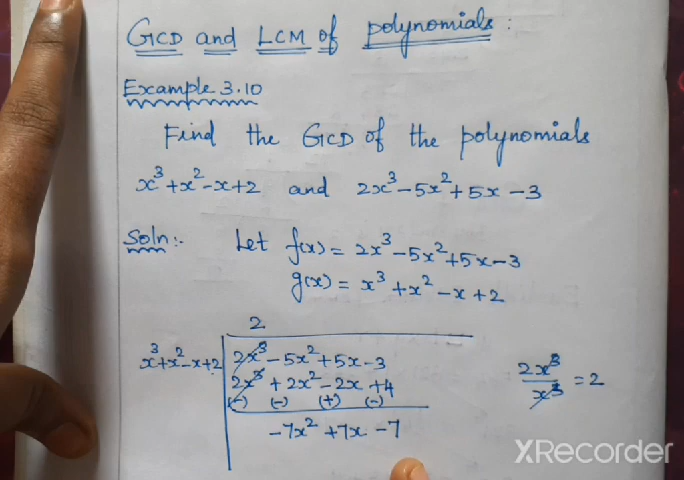 GCD and LCM of polynomials :
Example 3.10
Find the GCD of the polynomials
x³ + x² - x + 2 and 2x³ - 5x² + 5x - 3
Soln:- Let f(x) = 2x³ - 5x² + 5x - 3
g(x) = x³ + x² - x + 2
2
x³ + x² - x + 2 2x³ - 5x² + 5x - 3
2x³ + 2x² - 2x + 4
(-) (-) (+) (-)
-7x² + 7x - 7
2x³/x³ = 2
XRecorder